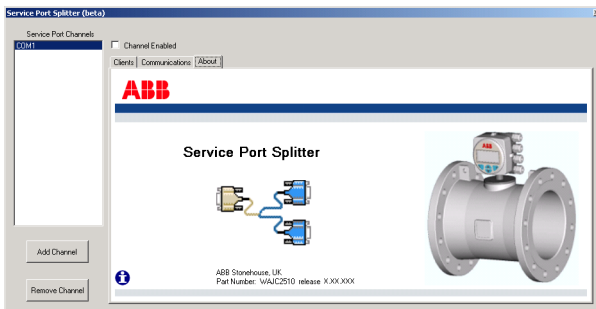 Service Port Splitter (beta)
Service Port Channels
COM1
Channel Enabled
Clients
Communications
About
ABB
Service Port Splitter
ABB
ABB Stonehouse, UK
Part Number: WAJC2510 release X.XX.XXX
Add Channel
Remove Channel